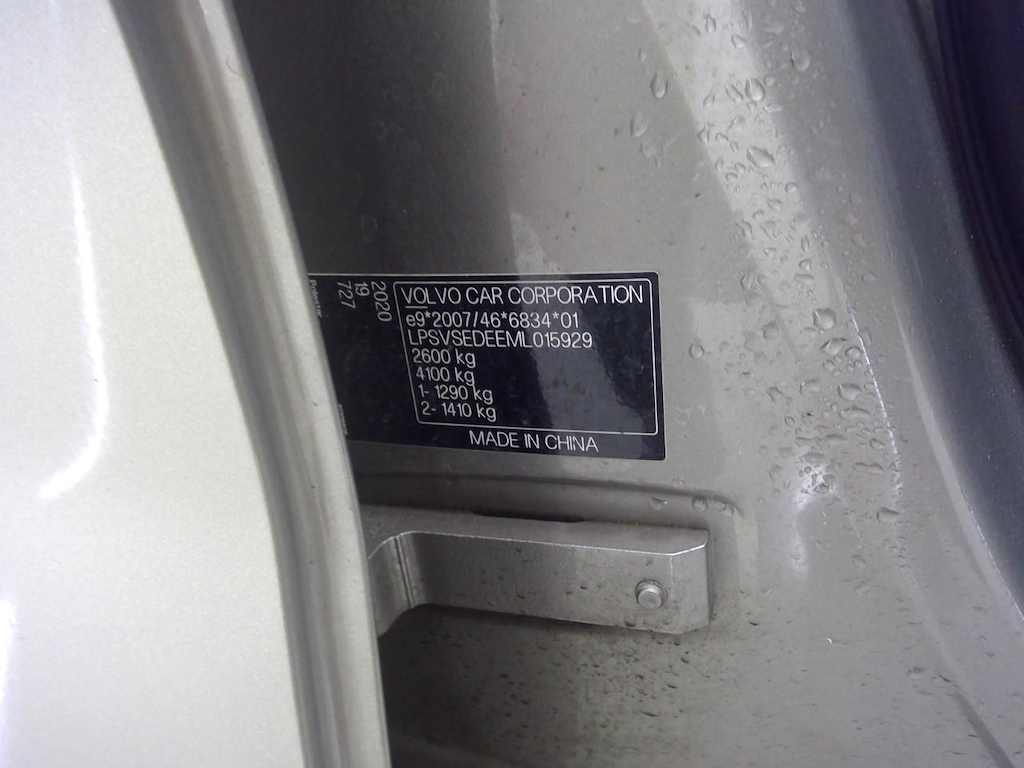 VOLVO CAR CORPORATION
e9*2007/46*6834*01
LPSVSEDEEML015929
2600 kg
4100 kg
1- 1290 kg
2- 1410 kg
MADE IN CHINA
2020
19
727